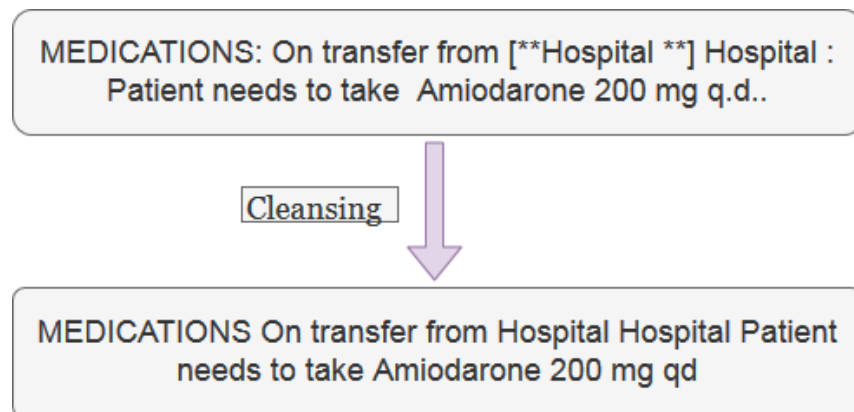 MEDICATIONS: On transfer from [**Hospital **] Hospital :
Patient needs to take  Amiodarone 200 mg q.d..
Cleansing
MEDICATIONS On transfer from Hospital Hospital Patient
needs to take Amiodarone 200 mg qd